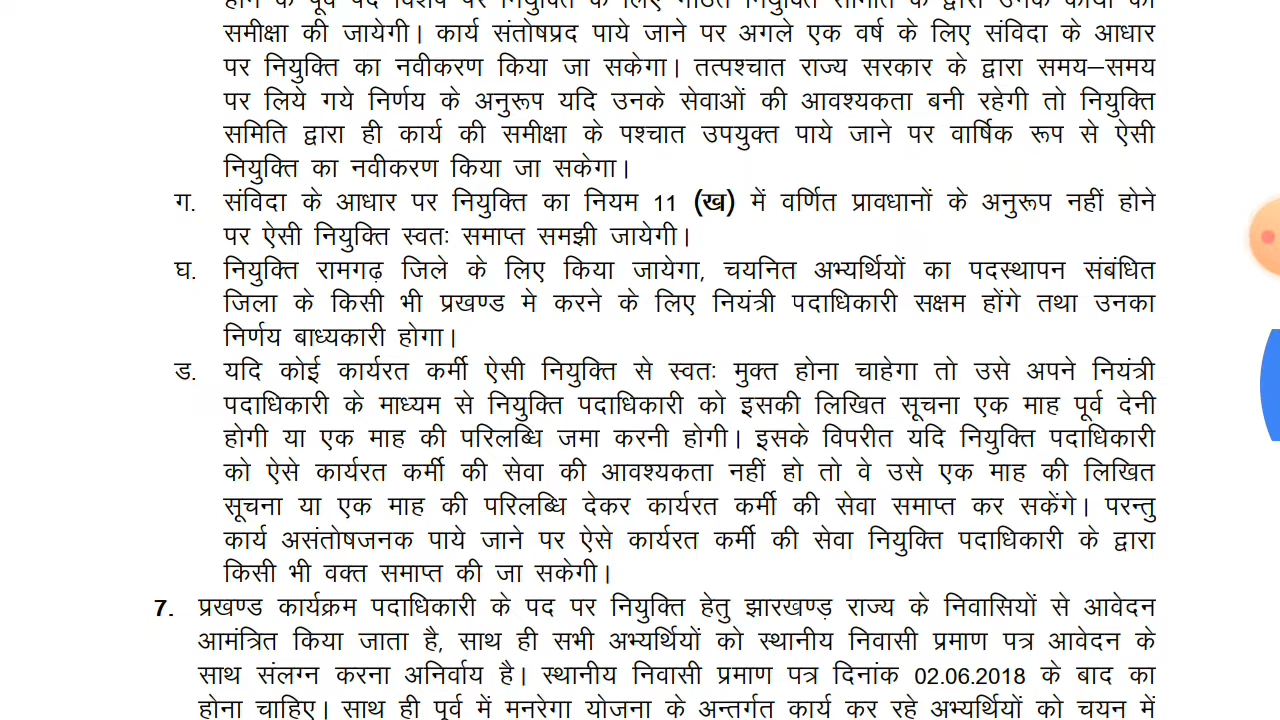 होने के पूर्व पद विशेष पर नियुक्ति के लिए गठित नियुक्ति समिति के द्वारा उनके कार्यो की
समीक्षा की जायेगी। कार्य संतोषप्रद पाये जाने पर अगले एक वर्ष के लिए संविदा के आधार
पर नियुक्ति का नवीकरण किया जा सकेगा। तत्पश्चात राज्य सरकार के द्वारा समय–समय
पर लिये गये निर्णय के अनुरूप यदि उनके सेवाओं की आवश्यकता बनी रहेगी तो नियुक्ति
समिति द्वारा ही कार्य की समीक्षा के पश्चात उपयुक्त पाये जाने पर वार्षिक रूप से ऐसी
नियुक्ति का नवीकरण किया जा सकेगा।
ग. संविदा के आधार पर नियुक्ति का नियम 11 (ख) में वर्णित प्रावधानों के अनुरूप नहीं होने
पर ऐसी नियुक्ति स्वतः समाप्त समझी जायेगी।
घ. नियुक्ति रामगढ़ जिले के लिए किया जायेगा, चयनित अभ्यर्थियों का पदस्थापन संबंधित
जिला के किसी भी प्रखण्ड मे करने के लिए नियंत्री पदाधिकारी सक्षम होंगे तथा उनका
निर्णय बाध्यकारी होगा।
ड. यदि कोई कार्यरत कर्मी ऐसी नियुक्ति से स्वतः मुक्त होना चाहेगा तो उसे अपने नियंत्री
पदाधिकारी के माध्यम से नियुक्ति पदाधिकारी को इसकी लिखित सूचना एक माह पूर्व देनी
होगी या एक माह की परिलब्धि जमा करनी होगी। इसके विपरीत यदि नियुक्ति पदाधिकारी
को ऐसे कार्यरत कर्मी की सेवा की आवश्यकता नहीं हो तो वे उसे एक माह की लिखित
सूचना या एक माह की परिलब्धि देकर कार्यरत कर्मी की सेवा समाप्त कर सकेंगे। परन्तु
कार्य असंतोषजनक पाये जाने पर ऐसे कार्यरत कर्मी की सेवा नियुक्ति पदाधिकारी के द्वारा
किसी भी वक्त समाप्त की जा सकेगी।
7. प्रखण्ड कार्यक्रम पदाधिकारी के पद पर नियुक्ति हेतु झारखण्ड़ राज्य के निवासियों से आवेदन
आमंत्रित किया जाता है, साथ ही सभी अभ्यर्थियों को स्थानीय निवासी प्रमाण पत्र आवेदन के
साथ संलग्न करना अनिर्वाय है। स्थानीय निवासी प्रमाण पत्र दिनांक 02.06.2018 के बाद का
होना चाहिए। साथ ही पूर्व में मनरेगा योजना के अन्तर्गत कार्य कर रहे अभ्यर्थियों को चयन में